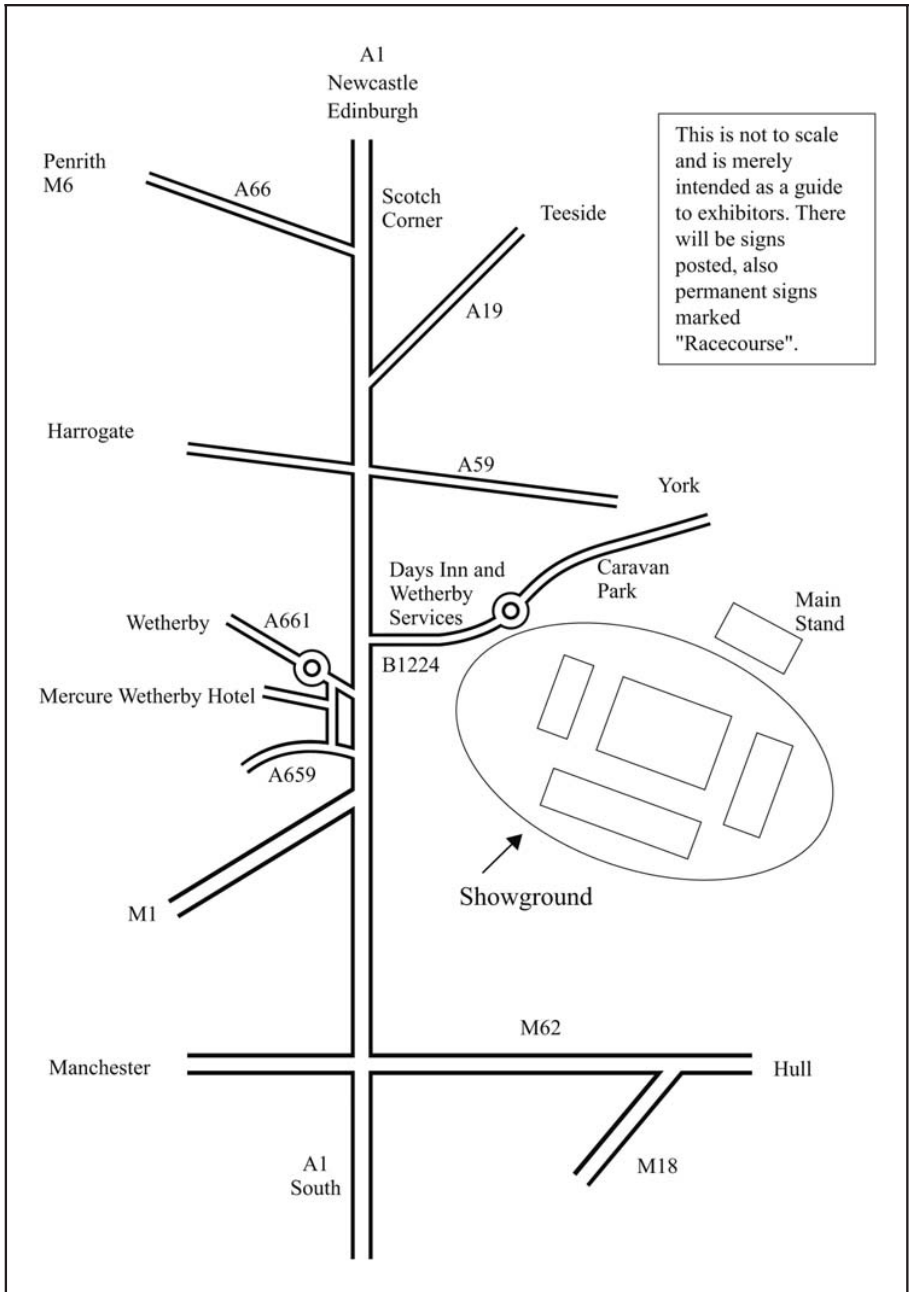 A1
Newcastle
Edinburgh
Penrith
M6
A66
Scotch
Corner
Teeside
This is not to scale
and is merely
intended as a guide
to exhibitors. There
will be signs
posted, also
permanent signs
marked
"Racecourse".
A19
Harrogate
A59
York
Days Inn and
Wetherby
Services
Caravan
Park
Main
Stand
Wetherby
A661
B1224
Mercure Wetherby Hotel
A659
Showground
M1
M62
Manchester
Hull
A1
South
M18